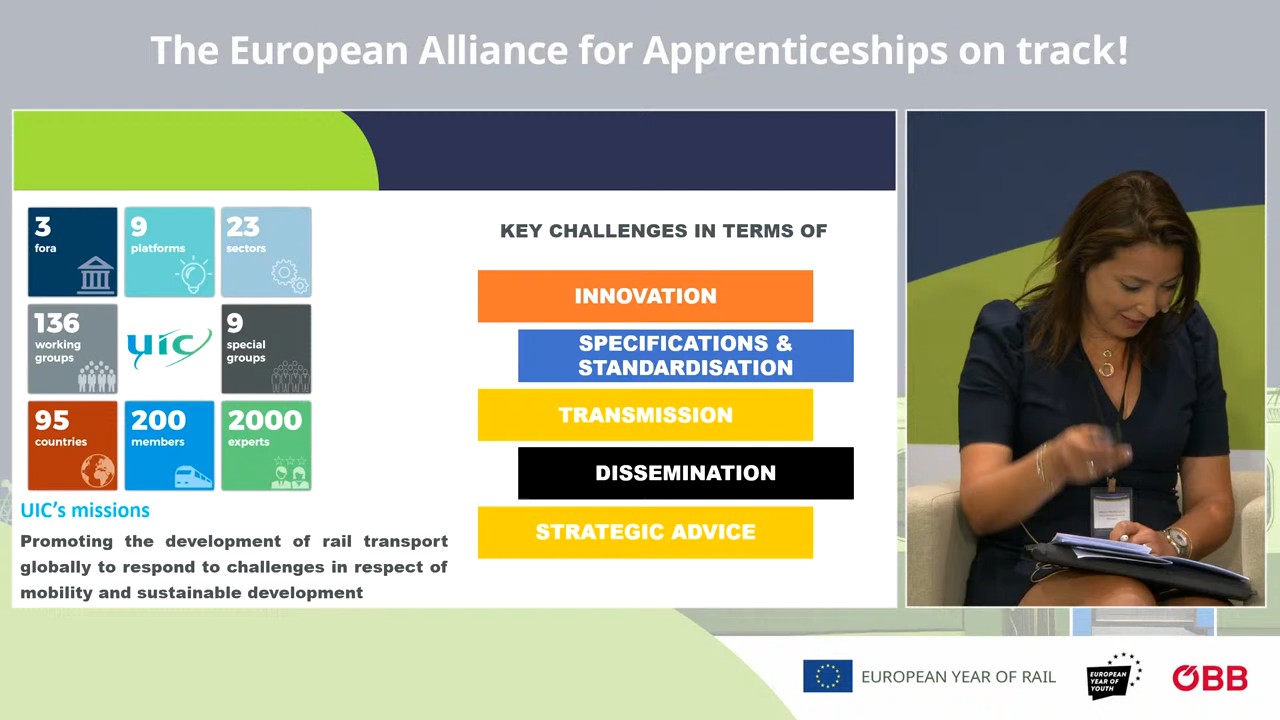 The European Alliance for Apprenticeships on track!
3
fora
9
platforms
23
sectors
136
working
groups
uic
9
special
groups
95
countries
200
members
2000
experts
UIC's missions
Promoting the development of rail transport
globally to respond to challenges in respect of
mobility and sustainable development
KEY CHALLENGES IN TERMS OF
INNOVATION
SPECIFICATIONS &
STANDARDISATION
TRANSMISSION
DISSEMINATION
STRATEGIC ADVICE
EUROPEAN YEAR OF RAIL
EUROPEAN
YEAR OF
YOUTH
ÖBB